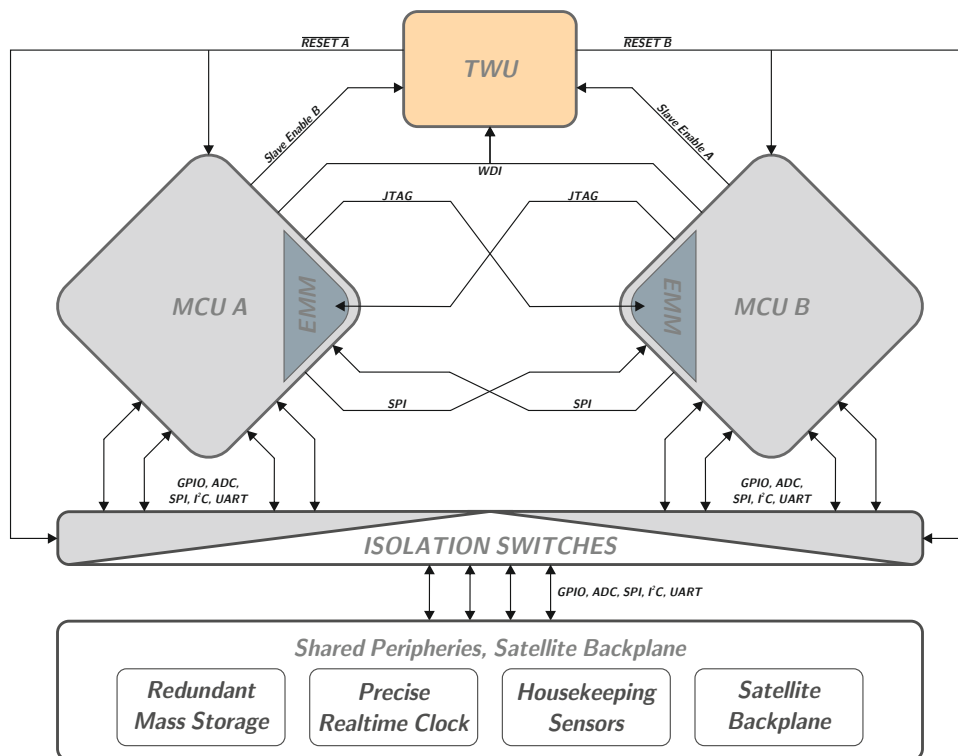 RESET A
RESET B
TWU
Slave Enable B
Slave Enable A
WDI
JTAG
JTAG
MCU A
EMM
EMM
MCU B
SPI
SPI
GPIO, ADC,
SPI, I²C, UART
GPIO, ADC,
SPI, I²C, UART
ISOLATION SWITCHES
GPIO, ADC, SPI, I²C, UART
Shared Peripheries, Satellite Backplane
Redundant
Mass Storage
Precise
Realtime Clock
Housekeeping
Sensors
Satellite
Backplane